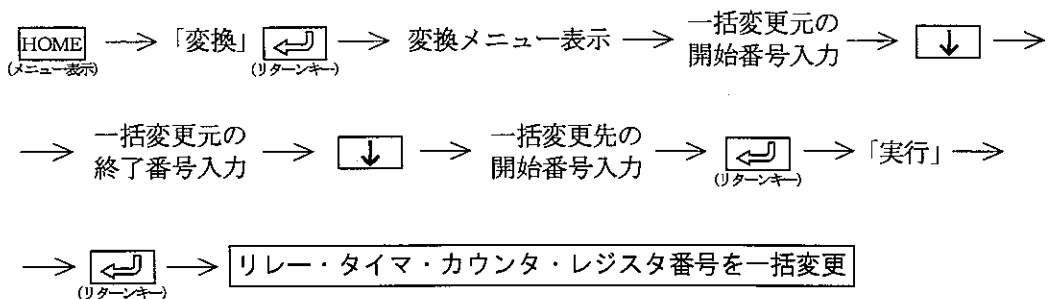 HOME → 「変換」 → 変換メニュー表示 → 一括変更元の開始番号入力 → ↓ →
(メニュー表示) (リターンキー)
→ 一括変更元の終了番号入力 → ↓ → 一括変更先の開始番号入力 → → 「実行」 →
(リターンキー)
→ → リレー・タイマ・カウンタ・レジスタ番号を一括変更
(リターンキー)